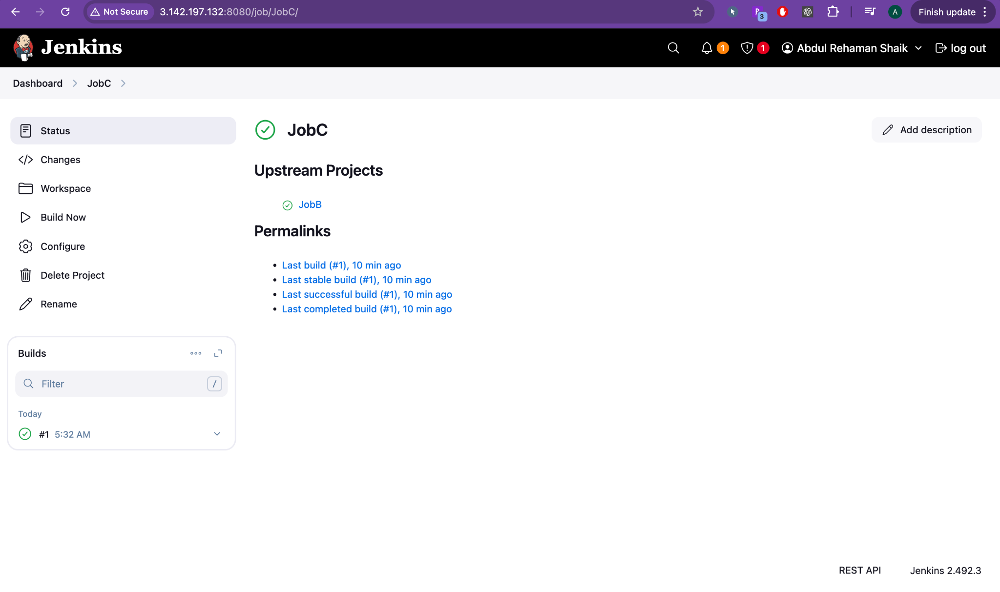 Not Secure 3.142.197.132:8080/job/JobC/ 3 A Finish update
Jenkins 1 1 Abdul Rehaman Shaik log out
Dashboard JobC
Status
Changes
Workspace
Build Now
Configure
Delete Project
Rename
Builds
Filter /
Today
#1 5:32 AM
JobC
Add description
Upstream Projects
JobB
Permalinks
Last build (#1), 10 min ago
Last stable build (#1), 10 min ago
Last successful build (#1), 10 min ago
Last completed build (#1), 10 min ago
REST API Jenkins 2.492.3